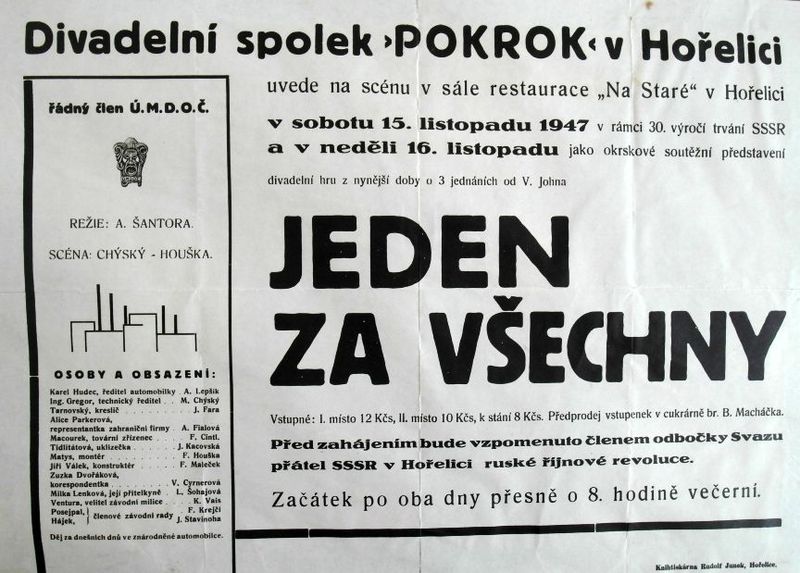 Divadelní spolek ›POKROK‹ v Hořelici
řádný člen Ú.M.D.O.Č.
REŽIE: A. ŠANTORA.
SCÉNA: CHÝSKÝ - HOUŠKA.
OSOBY A OBSAZENÍ:
Karel Hudec, ředitel automobilky . A. Lepšík
Ing. Gregor, technický ředitel . . M. Chýský
Tarnovský, kreslič . . . . . . . J. Fara
Alice Parkerová,
representantka zahraniční firmy . A. Fialová
Macourek, tovární zřízenec . . . . F. Cintl.
Tidlitátová, uklízečka . . . . . J. Kacovská
Matys, montér . . . . . . . . F. Houška
Jiří Válek, konstruktér . . . . . F. Maleček
Zuzka Dvořáková,
korespondentka . . . . . . V. Cyrnerová
Milka Lenková, její přítelkyně . L. Šohajová
Ventura, velitel závodní milice . . K. Vais
Posejpal, } členové závodní rady . F. Krejčí
Hájek, } J. Stavinoha
Děj za dnešních dnů ve znárodněné automobilce.
uvede na scénu v sále restaurace „Na Staré“ v Hořelici
v sobotu 15. listopadu 1947 v rámci 30. výročí trvání SSSR
a v neděli 16. listopadu jako okrskové soutěžní představení
divadelní hru z nynější doby o 3 jednáních od V. Johna
JEDEN
ZA VŠECHNY
Vstupné: I. místo 12 Kčs, II. místo 10 Kčs, k stání 8 Kčs. Předprodej vstupenek v cukrárně br. B. Macháčka.
Před zahájením bude vzpomenuto členem odbočky Svazu
přátel SSSR v Hořelici ruské říjnové revoluce.
Začátek po oba dny přesně o 8. hodině večerní.
Knihtiskárna Rudolf Junek, Hořelice.